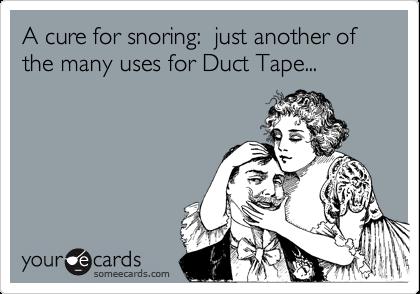 A cure for snoring:  just another of
the many uses for Duct Tape...
your e cards
someecards.com